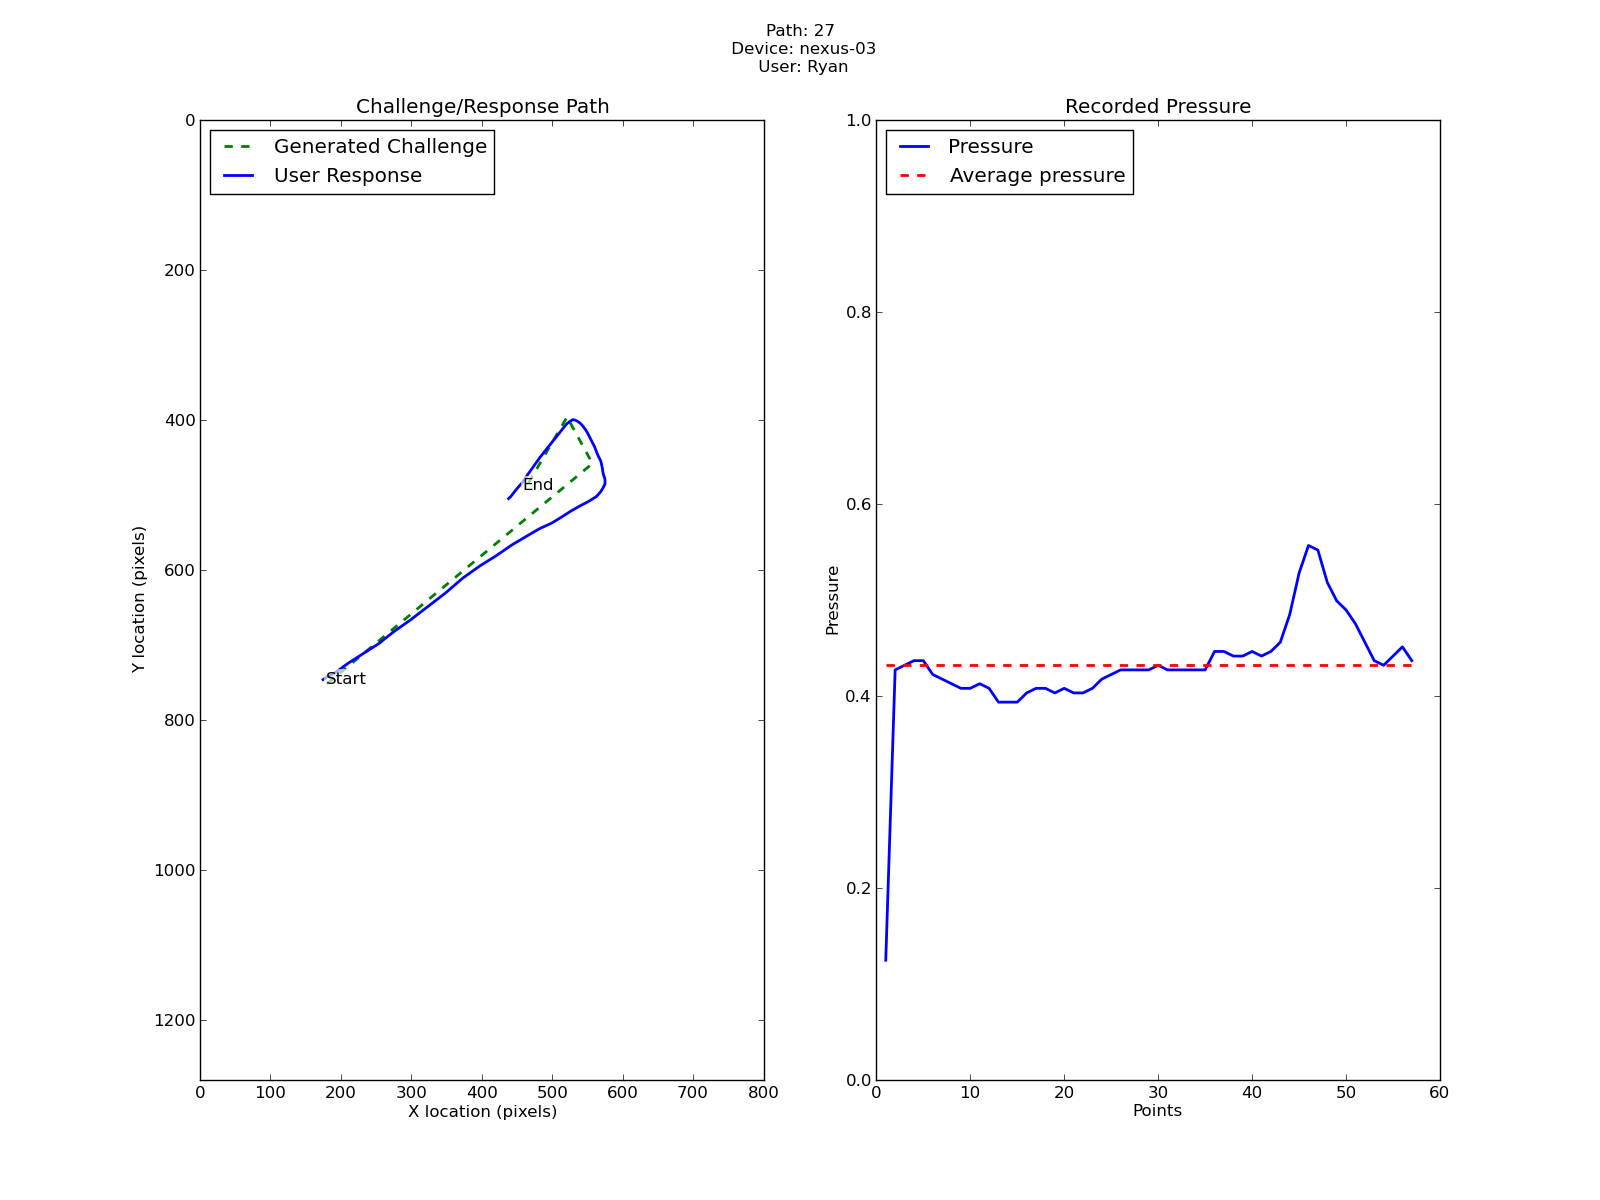 Path: 27
Device: nexus-03
User: Ryan
Challenge/Response Path
Generated Challenge
User Response
0
200
400
600
800
1000
1200
Y location (pixels)
End
Start
0 100 200 300 400 500 600 700 800
X location (pixels)
Recorded Pressure
Pressure
Average pressure
1.0
0.8
0.6
0.4
0.2
0.0
Pressure
0 10 20 30 40 50 60
Points